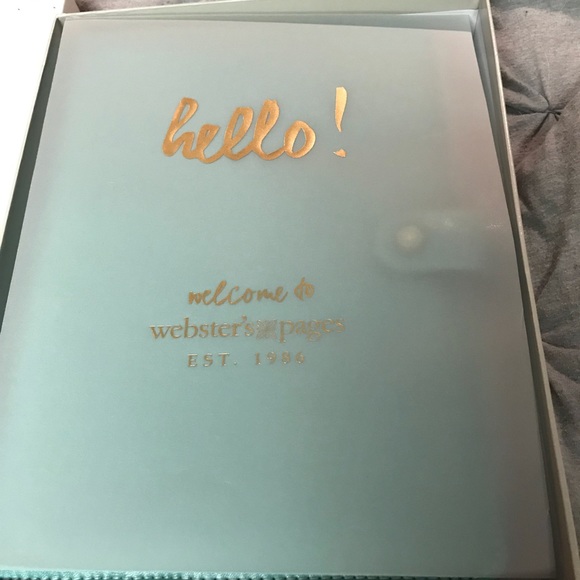 hello!
welcome to
webster's pages
EST. 1986